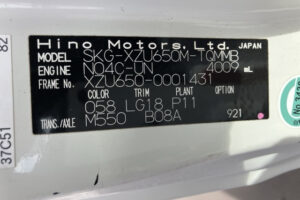 Hino Motors, Ltd. JAPAN
MODEL SKG-XZU650M-TQMMB
ENGINE N04C-UN 4009 mL
FRAME No. XZU650-0001431
COLOR TRIM PLANT OPTION
058 LG18 P11
TRANS./AXLE M550 B08A 921
82
37C51